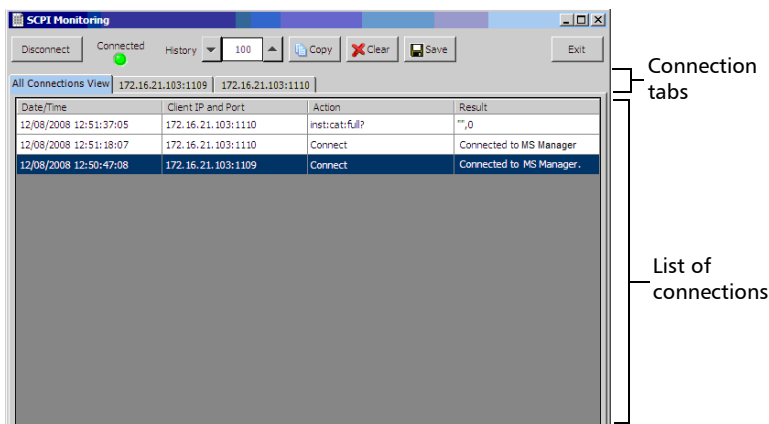 SCPI Monitoring
Disconnect Connected History 100 Copy Clear Save Exit
All Connections View 172.16.21.103:1109 172.16.21.103:1110
Connection
tabs
Date/Time Client IP and Port Action Result
12/08/2008 12:51:37:05 172.16.21.103:1110 inst:cat:full? "",0
12/08/2008 12:51:18:07 172.16.21.103:1110 Connect Connected to MS Manager
12/08/2008 12:50:47:08 172.16.21.103:1109 Connect Connected to MS Manager.
List of
connections